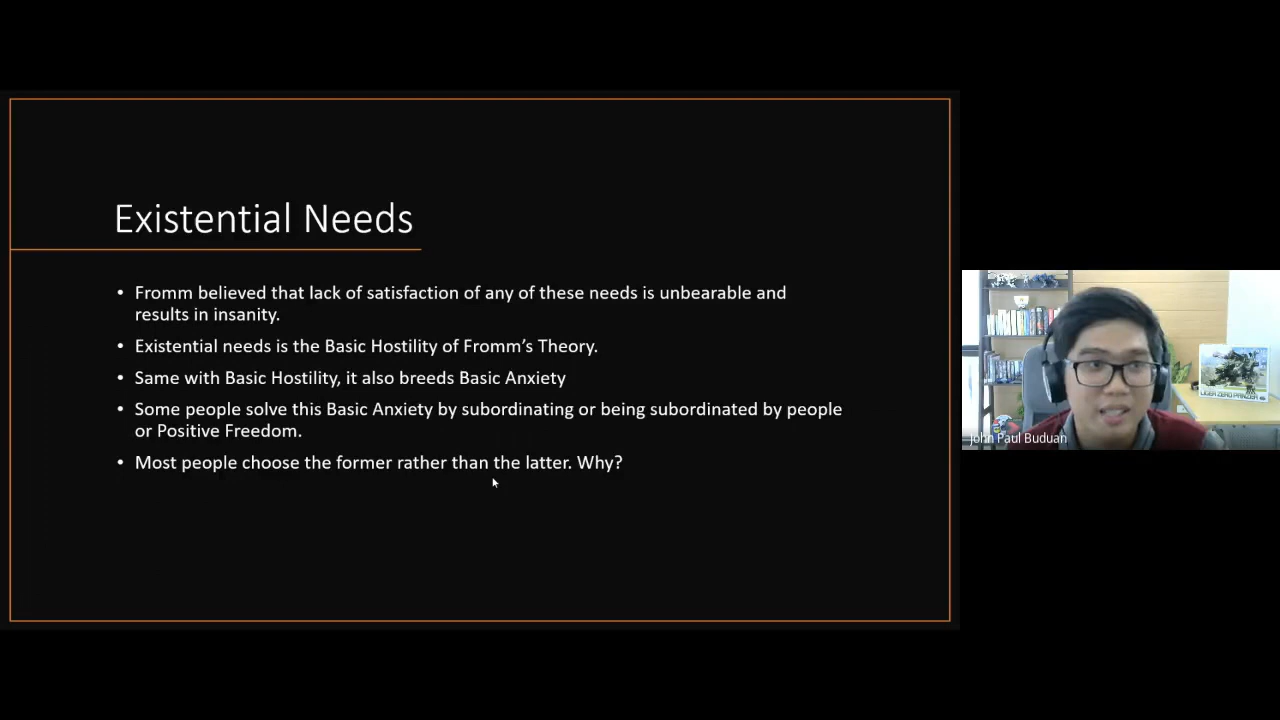 Existential Needs
• Fromm believed that lack of satisfaction of any of these needs is unbearable and
results in insanity.
• Existential needs is the Basic Hostility of Fromm’s Theory.
• Same with Basic Hostility, it also breeds Basic Anxiety
• Some people solve this Basic Anxiety by subordinating or being subordinated by people
or Positive Freedom.
• Most people choose the former rather than the latter. Why?
LIGER ZERO PANZER
John Paul Buduan